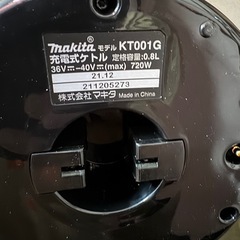 makita モデル KT001G
充電式ケトル 定格容量:0.8L
36V⎓-40V⎓(max) 720W
21.12
211205273
株式会社マキタ Made in China